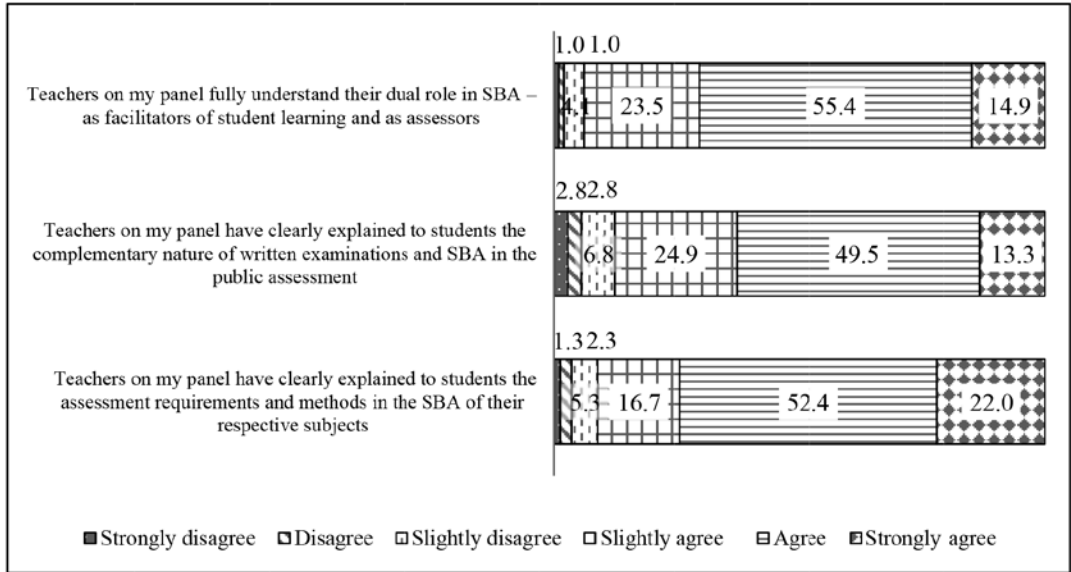 1.0 1.0
Teachers on my panel fully understand their dual role in SBA –
as facilitators of student learning and as assessors
4.1 23.5 55.4 14.9
2.8 2.8
Teachers on my panel have clearly explained to students the
complementary nature of written examinations and SBA in the
public assessment
6.8 24.9 49.5 13.3
1.3 2.3
Teachers on my panel have clearly explained to students the
assessment requirements and methods in the SBA of their
respective subjects
5.3 16.7 52.4 22.0
Strongly disagree Disagree Slightly disagree Slightly agree Agree Strongly agree